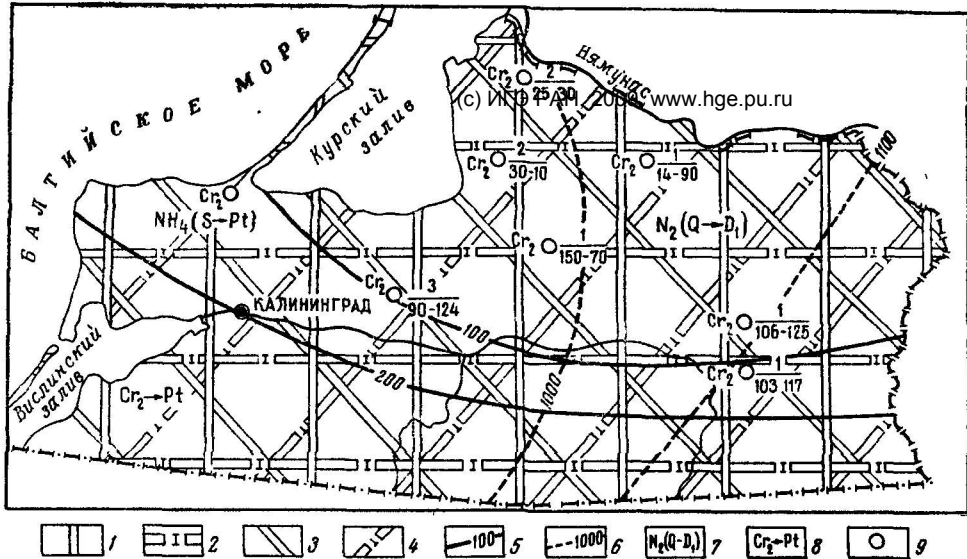 БАЛТИЙСКОЕ МОРЕ
Курский
залив
Нямунас
(c) ИГЭ РАН, 200 www.hge.pu.ru
Cr₂ 2
25-30
Cr₂ 2
30-10
Cr₂ 1
14-90
1100
Cr₂
NH₄(S→Pt)
Cr₂ 1
150-70
N₂(Q→D₁)
Cr₂ 3
90-124
КАЛИНИНГРАД
100
Cr₂ 1
106-125
Cr₂ 1
103,117
Вислинский
залив
200
1000
Cr₂→Pt
1
I 2
3
4
100 5
1000 6
N₂(Q-D₁) 7
Cr₂→Pt 8
9